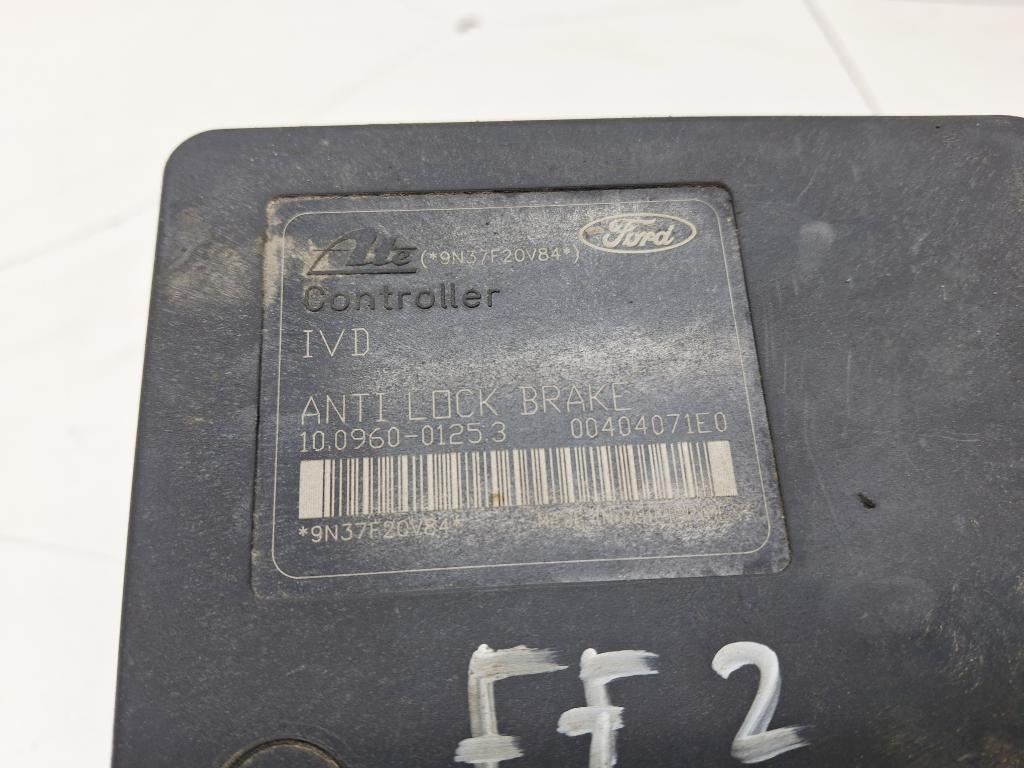 Ate (*9N37F20V84*) Ford
Controller
IVD
ANTI LOCK BRAKE
10.0960-0125.3 00404071E0
*9N37F20V84*
FF2